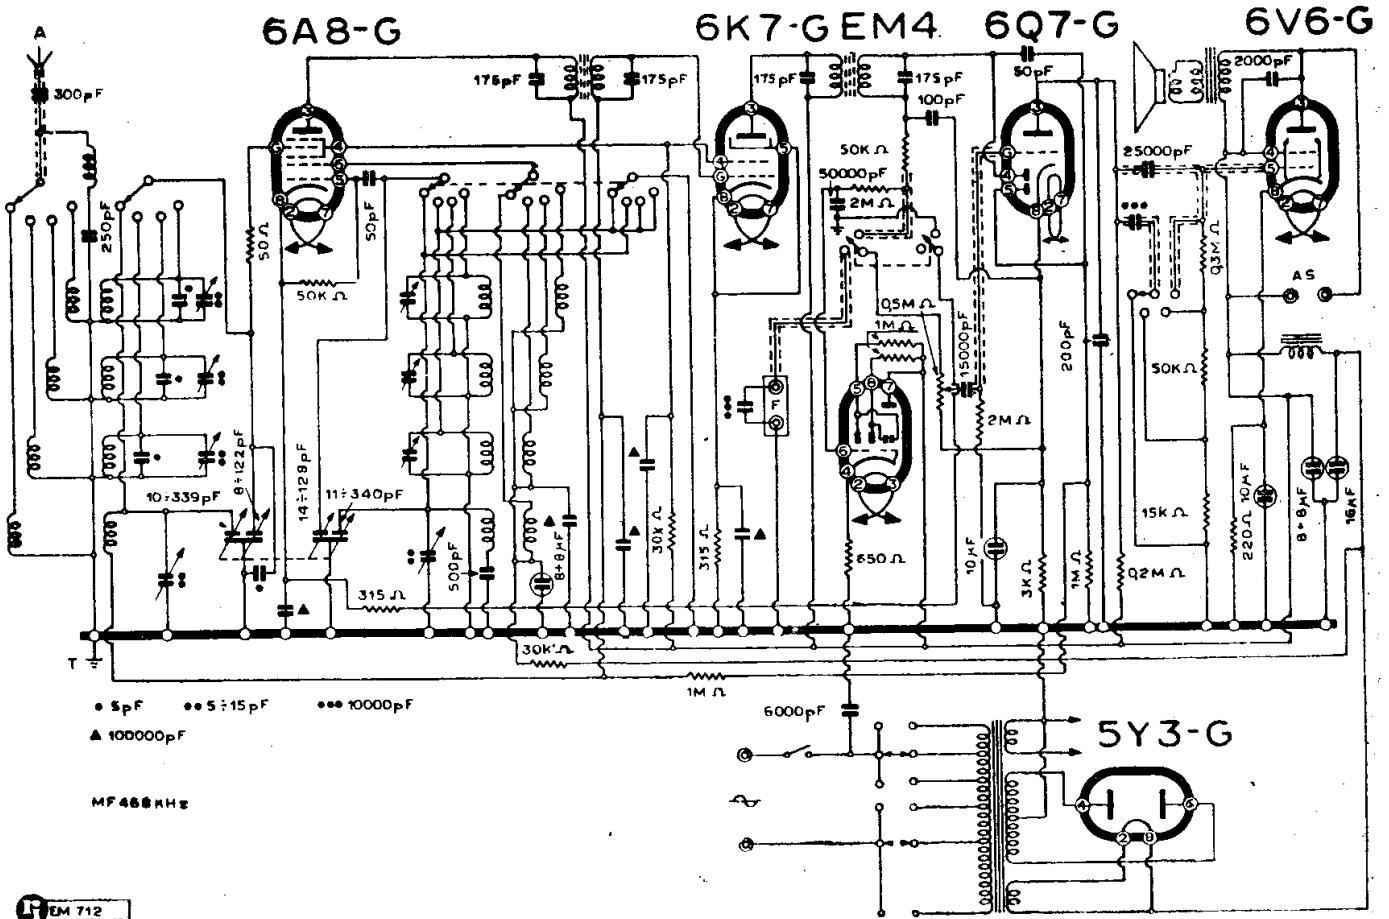 6A8-G
6K7-G EM4
6Q7-G
6V6-G
A
300pF
175pF
175pF
175pF
175pF
50pF
2000pF
100pF
50KΩ
50000pF
2MΩ
25000pF
•••
250pF
50Ω
50pF
50KΩ
0,3MΩ
AS
0,5MΩ
1MΩ
15000pF
200pF
50KΩ
F
•••
2MΩ
10÷339pF
8÷122pF
14÷128pF
11÷340pF
500pF
8+8µF
30KΩ
315Ω
650Ω
10µF
3KΩ
1MΩ
0,2MΩ
15KΩ
220Ω
10µF
8+8µF
16µF
315Ω
T
30KΩ
1MΩ
• 5pF
•• 5÷15pF
••• 10000pF
▲ 100000pF
6000pF
5Y3-G
MF 468KHz
EM 712